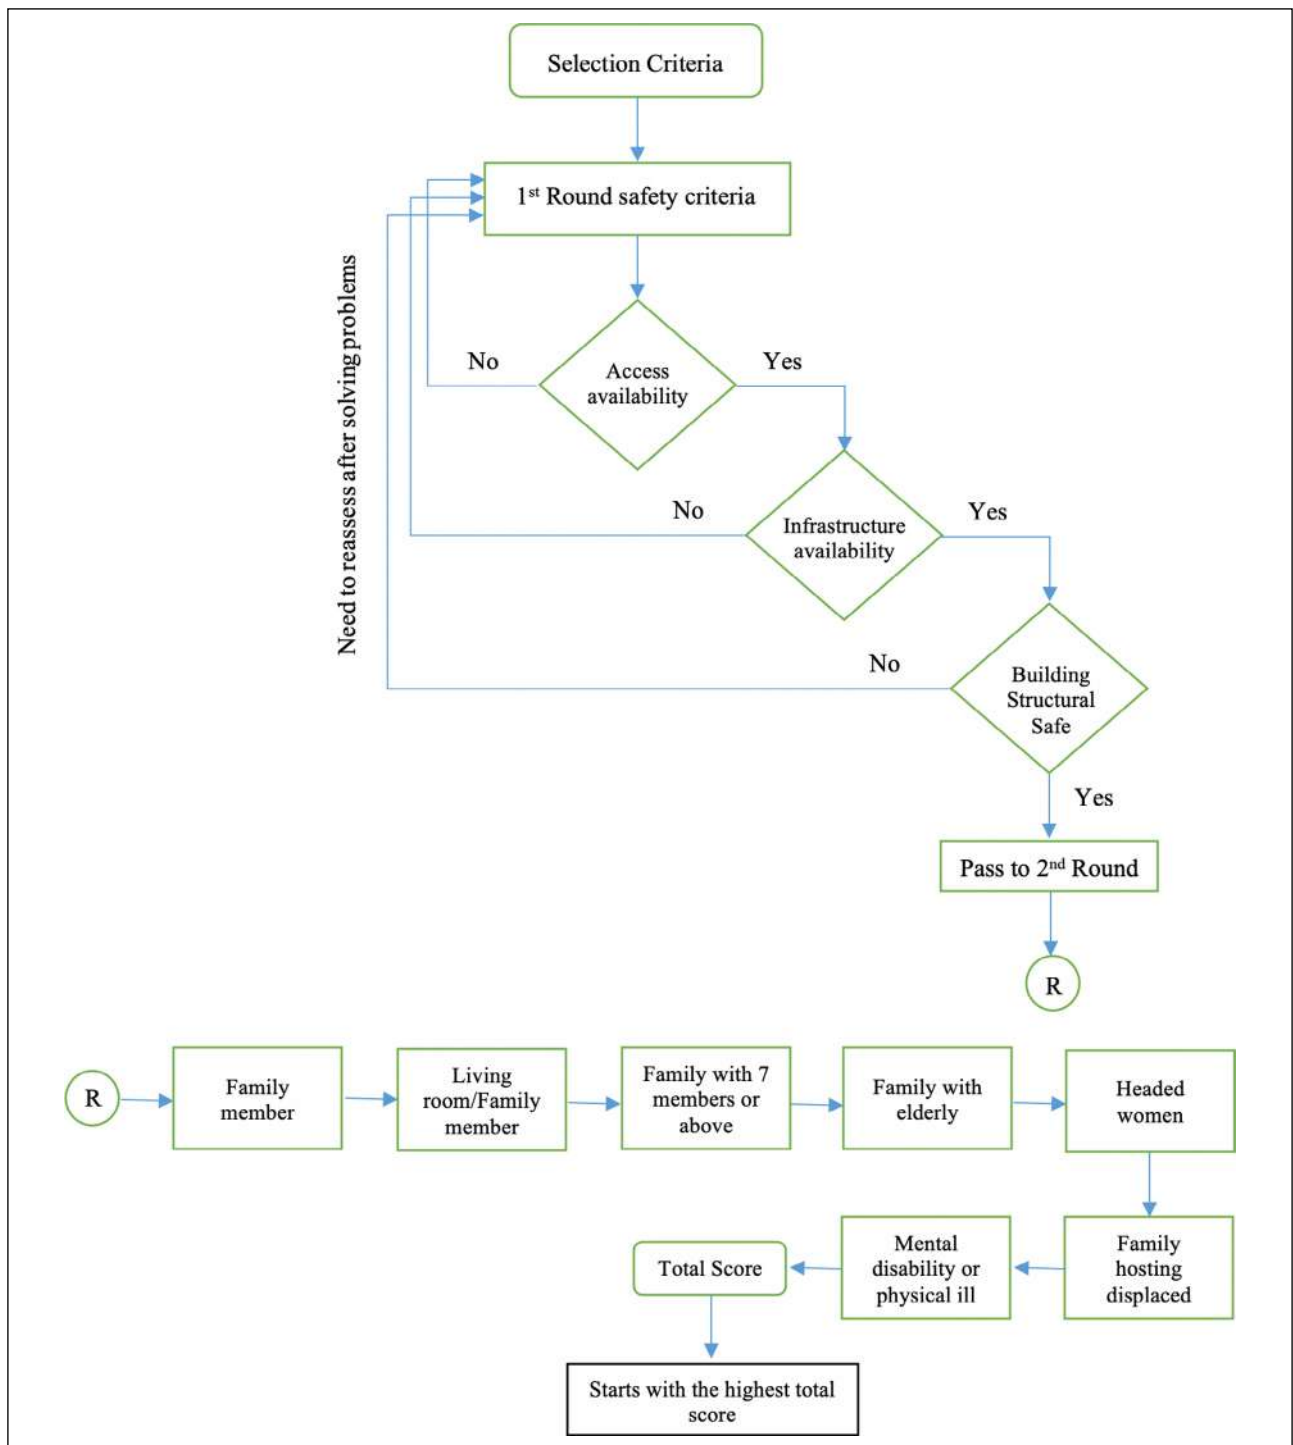 Selection Criteria
1st Round safety criteria
Need to reassess after solving problems
No
Access
availability
Yes
No
Infrastructure
availability
Yes
No
Building
Structural
Safe
Yes
Pass to 2nd Round
R
R
Family
member
Living
room/Family
member
Family with 7
members or
above
Family with
elderly
Headed
women
Family
hosting
displaced
Mental
disability or
physical ill
Total Score
Starts with the highest total
score